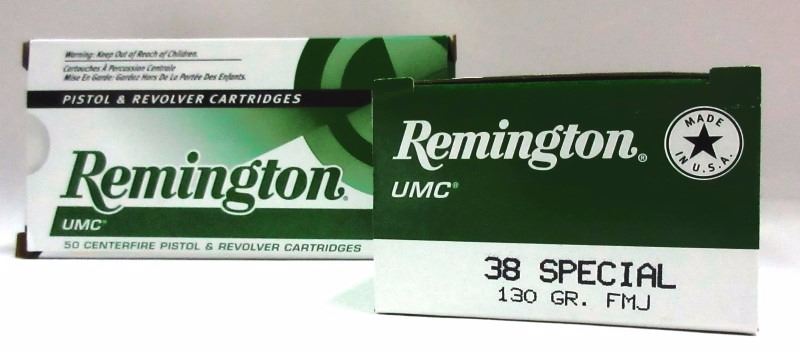 Warning: Keep Out of Reach of Children.
Cartouches À Percussion Centrale
Mise En Garde: Gardez Hors De La Portée Des Enfants.
PISTOL & REVOLVER CARTRIDGES
Remington®
UMC®
50 CENTERFIRE PISTOL & REVOLVER CARTRIDGES
Remington®
UMC®
MADE
IN U.S.A.
38 SPECIAL
130 GR. FMJ